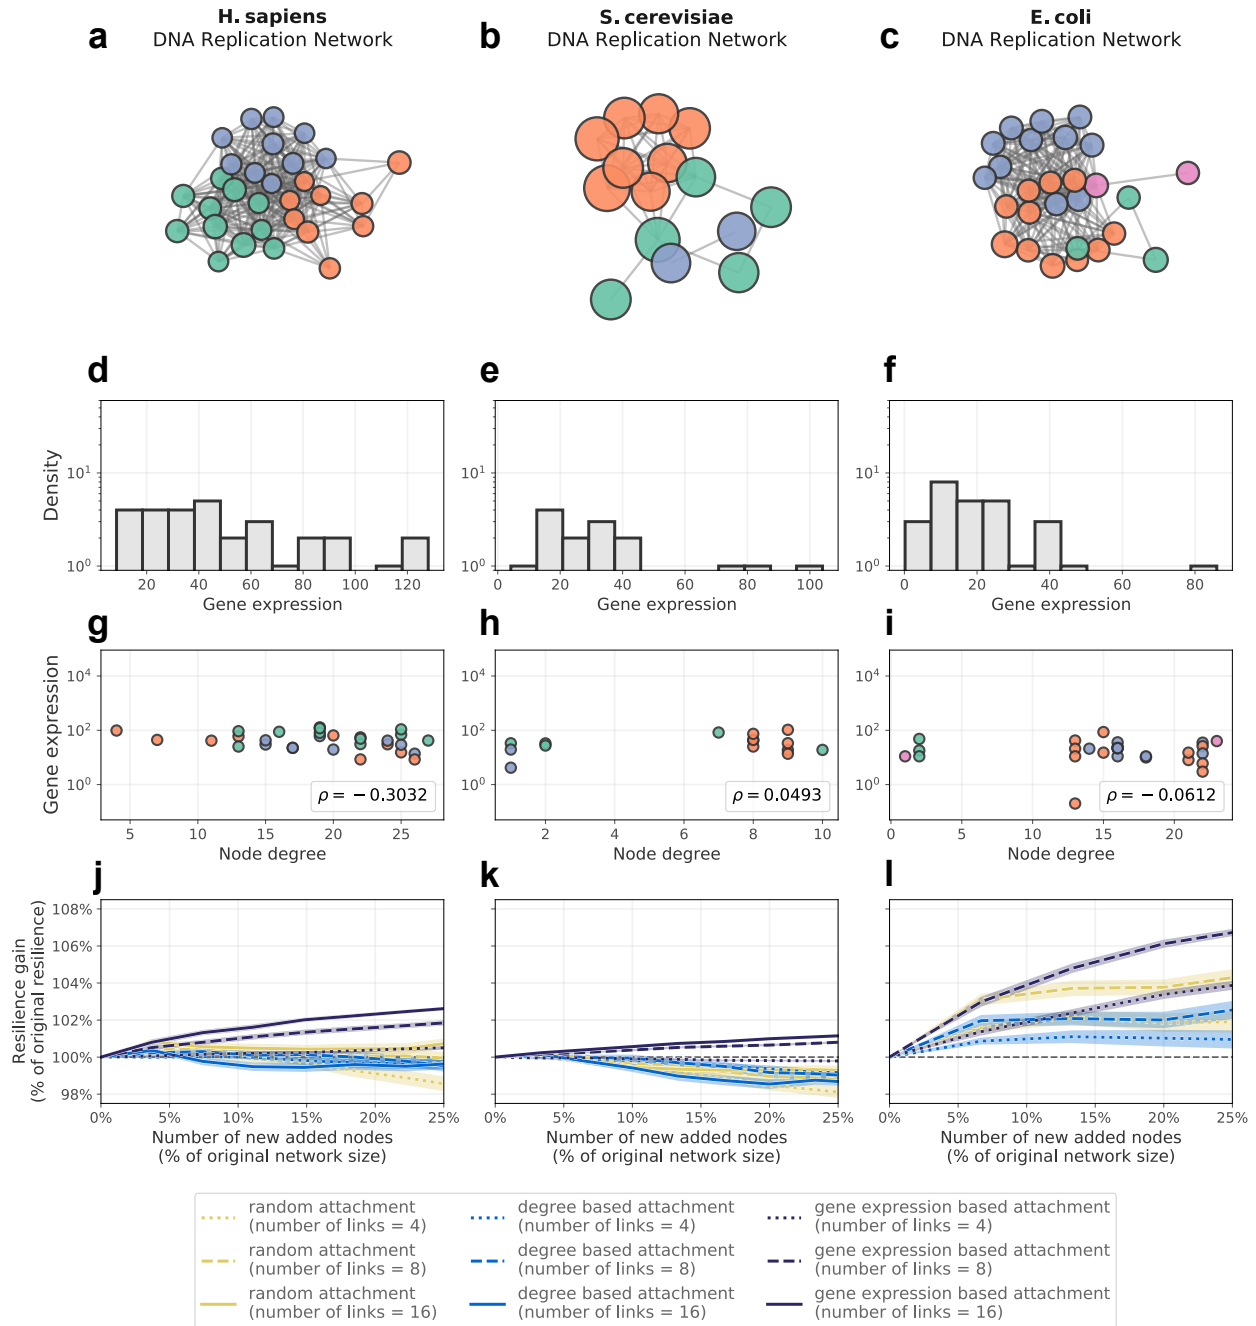 H. sapiens
DNA Replication Network
S. cerevisiae
DNA Replication Network
E. coli
DNA Replication Network
a
b
c
d
e
f
Density
10¹
10⁰
20 40 60 80 100 120
Gene expression
10¹
10⁰
0 20 40 60 80 100
Gene expression
10¹
10⁰
0 20 40 60 80
Gene expression
g
h
i
Gene expression
10⁴
10²
10⁰
ρ = −0.3032
5 10 15 20 25
Node degree
10⁴
10²
10⁰
ρ = 0.0493
2 4 6 8 10
Node degree
10⁴
10²
10⁰
ρ = −0.0612
0 5 10 15 20
Node degree
j
k
l
Resilience gain
(% of original resilience)
108%
106%
104%
102%
100%
98%
0% 5% 10% 15% 20% 25%
Number of new added nodes
(% of original network size)
0% 5% 10% 15% 20% 25%
Number of new added nodes
(% of original network size)
0% 5% 10% 15% 20% 25%
Number of new added nodes
(% of original network size)
random attachment
(number of links = 4)
random attachment
(number of links = 8)
random attachment
(number of links = 16)
degree based attachment
(number of links = 4)
degree based attachment
(number of links = 8)
degree based attachment
(number of links = 16)
gene expression based attachment
(number of links = 4)
gene expression based attachment
(number of links = 8)
gene expression based attachment
(number of links = 16)